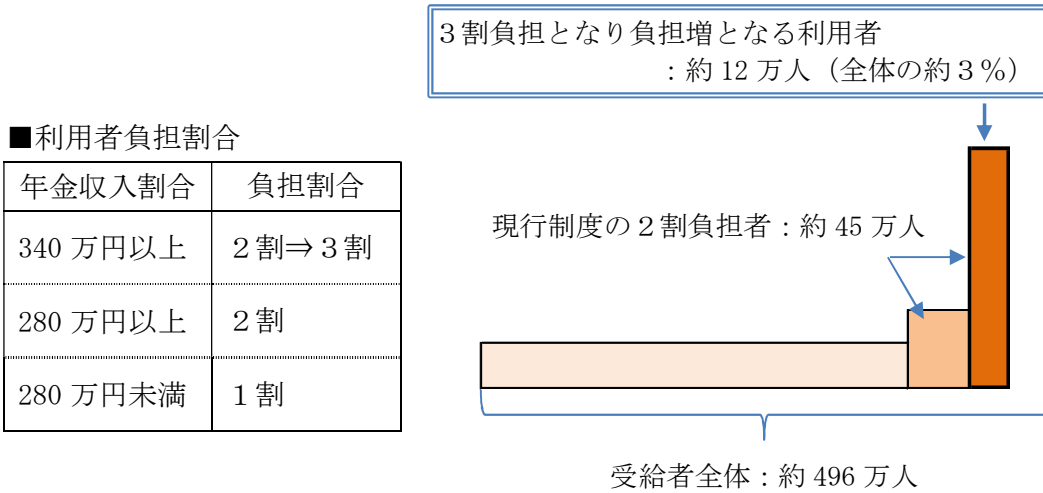 ３割負担となり負担増となる利用者
：約 12 万人（全体の約３％）
■利用者負担割合
年金収入割合 負担割合
340 万円以上 ２割⇒３割
280 万円以上 ２割
280 万円未満 １割
現行制度の２割負担者：約 45 万人
受給者全体：約 496 万人